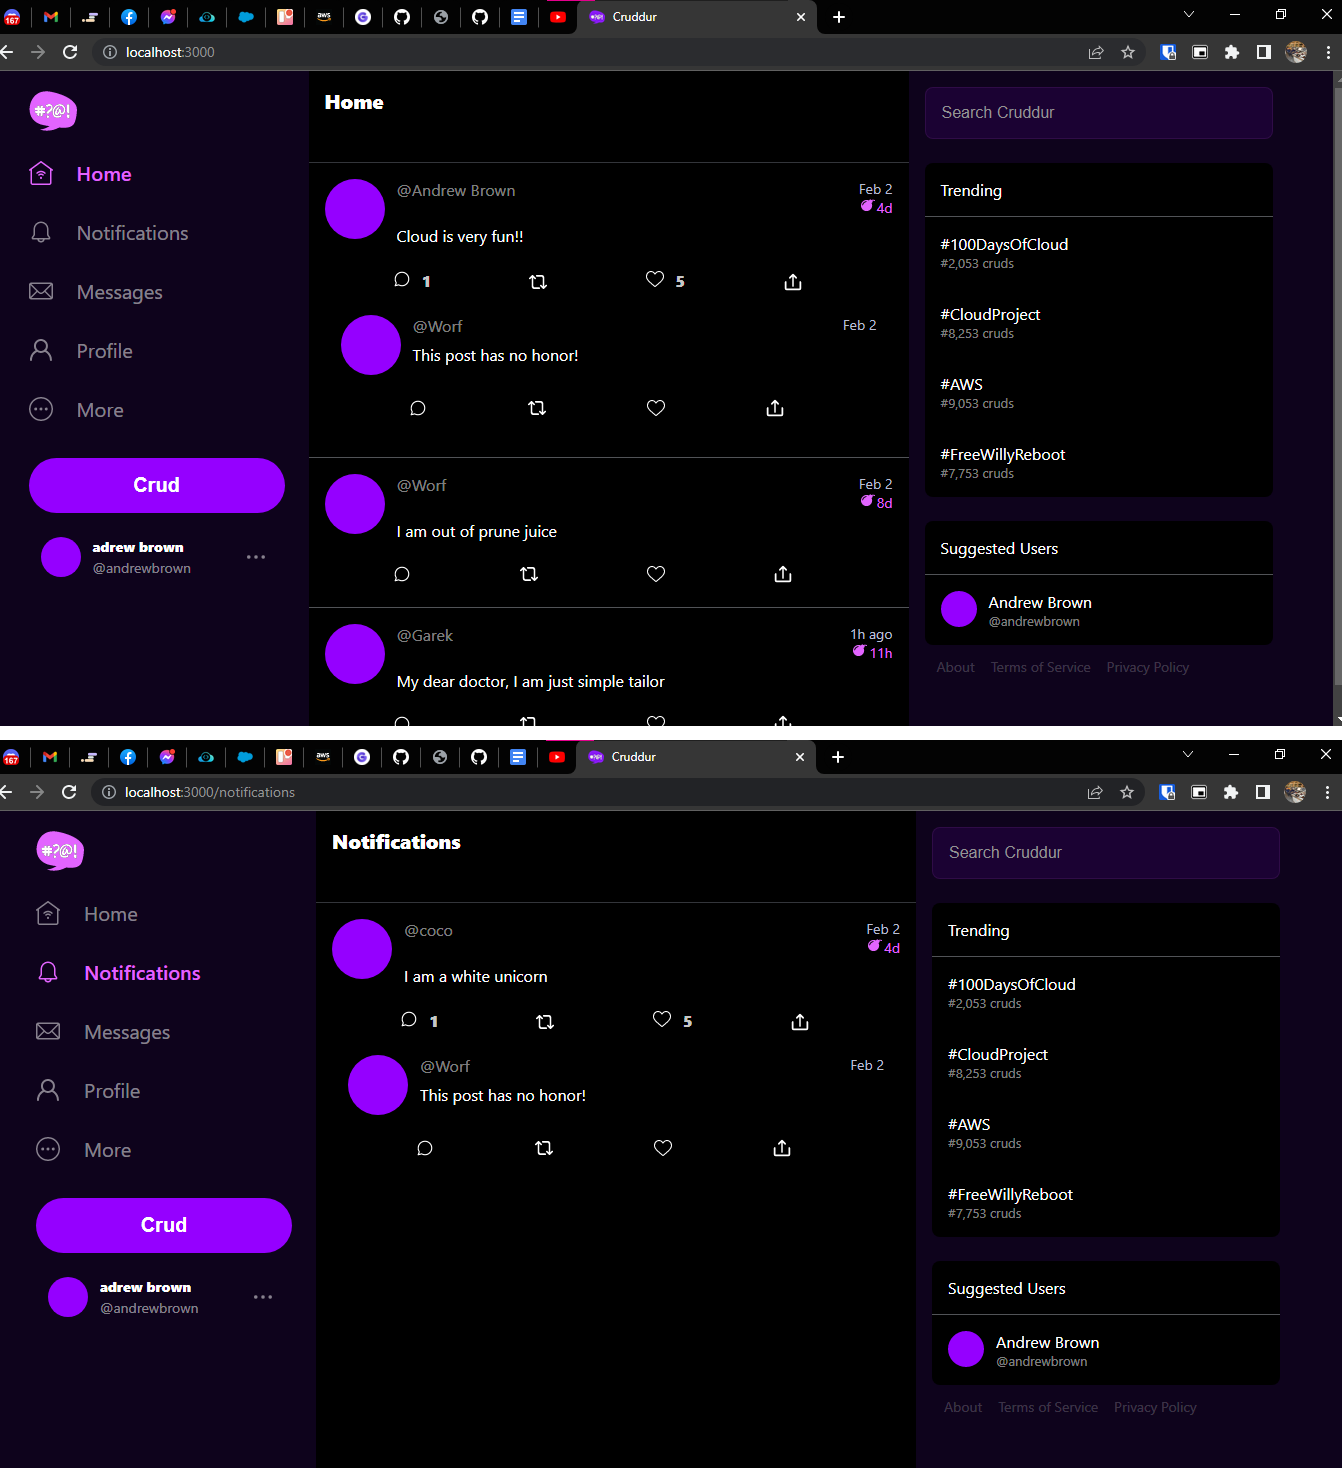 167
aws
Cruddur
localhost:3000
#?@!
Home
Notifications
Messages
Profile
More
Crud
adrew brown
@andrewbrown
Home
@Andrew Brown
Feb 2
4d
Cloud is very fun!!
1
5
@Worf
Feb 2
This post has no honor!
@Worf
Feb 2
8d
I am out of prune juice
@Garek
1h ago
11h
My dear doctor, I am just simple tailor
Search Cruddur
Trending
#100DaysOfCloud
#2,053 cruds
#CloudProject
#8,253 cruds
#AWS
#9,053 cruds
#FreeWillyReboot
#7,753 cruds
Suggested Users
Andrew Brown
@andrewbrown
About Terms of Service Privacy Policy
167
aws
Cruddur
localhost:3000/notifications
#?@!
Home
Notifications
Messages
Profile
More
Crud
adrew brown
@andrewbrown
Notifications
@coco
Feb 2
4d
I am a white unicorn
1
5
@Worf
Feb 2
This post has no honor!
Search Cruddur
Trending
#100DaysOfCloud
#2,053 cruds
#CloudProject
#8,253 cruds
#AWS
#9,053 cruds
#FreeWillyReboot
#7,753 cruds
Suggested Users
Andrew Brown
@andrewbrown
About Terms of Service Privacy Policy